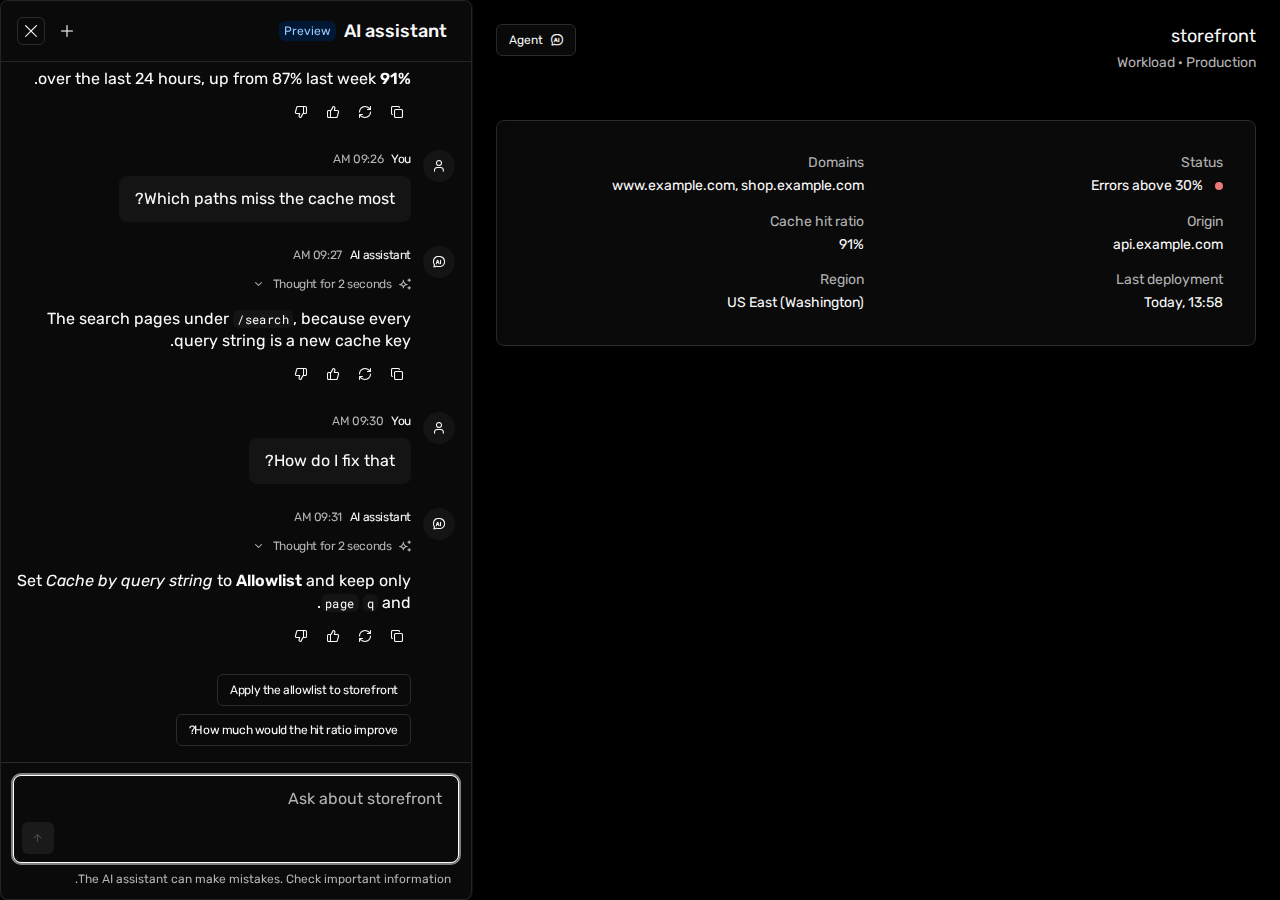 Preview AI assistant
.over the last 24 hours, up from 87% last week 91%
AM 09:26 You
?Which paths miss the cache most
AM 09:27 AI assistant
Thought for 2 seconds
The search pages under /search, because every
.query string is a new cache key
AM 09:30 You
?How do I fix that
AM 09:31 AI assistant
Thought for 2 seconds
Set Cache by query string to Allowlist and keep only
. page q and
Apply the allowlist to storefront
?How much would the hit ratio improve
Ask about storefront
.The AI assistant can make mistakes. Check important information
Agent AI
storefront
Workload • Production
Status
Errors above 30%
Domains
www.example.com, shop.example.com
Origin
api.example.com
Cache hit ratio
91%
Last deployment
Today, 13:58
Region
US East (Washington)